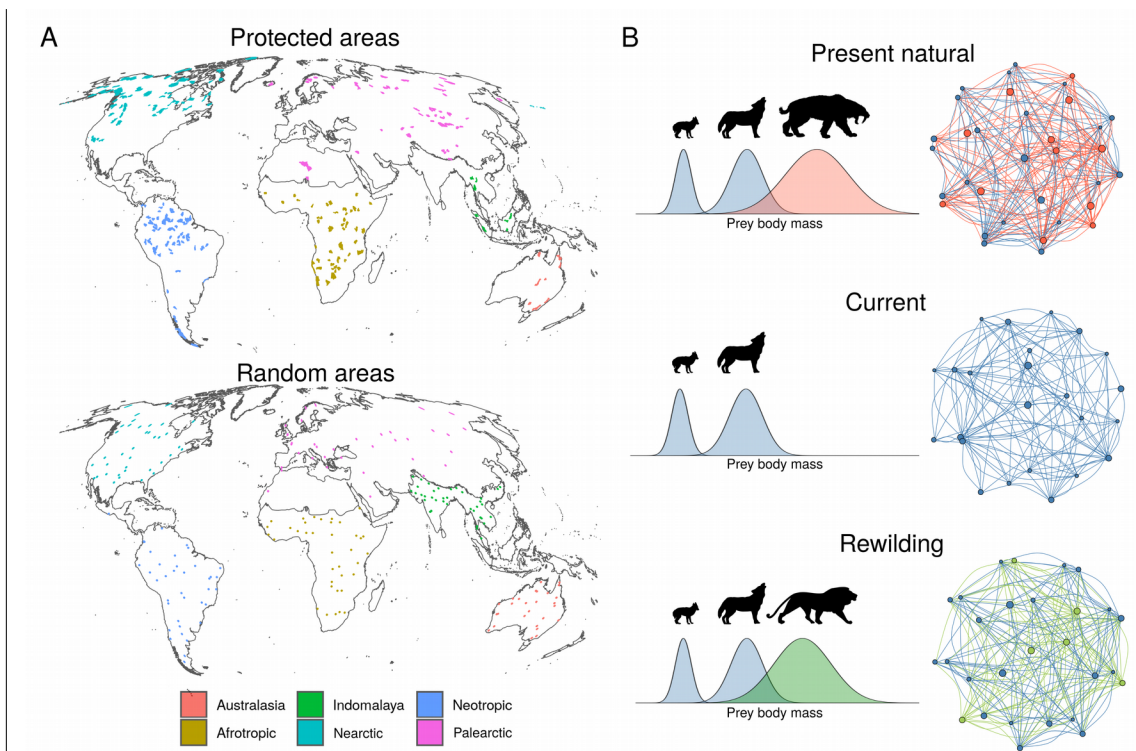 A
Protected areas
Random areas
Australasia
Indomalaya
Neotropic
Afrotropic
Nearctic
Palearctic
B
Present natural
Prey body mass
Current
Prey body mass
Rewilding
Prey body mass